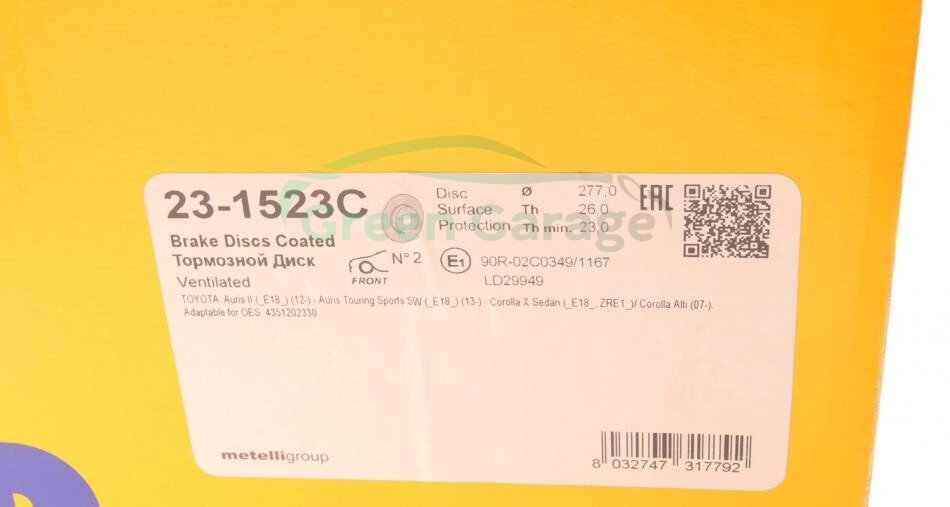 23-1523C
Disc Ø 277,0
Surface Th 26.0
Protection Th min. 23,0
EAC
Green Garage
Brake Discs Coated
Тормозной Диск
Ventilated
FRONT
N° 2
E1
90R-02C0349/1167
LD29949
TOYOTA: Auris II (_E18_) (12-) - Auris Touring Sports SW (_E18_) (13-) - Corolla X Sedan (_E18_, ZRE1_)/ Corolla Alti (07-).
Adaptable for OES: 4351202330
metelligroup
8 032747 317792